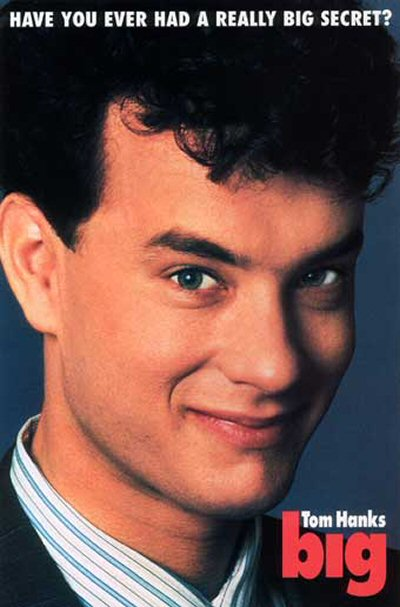 HAVE YOU EVER HAD A REALLY BIG SECRET?
Tom Hanks
big